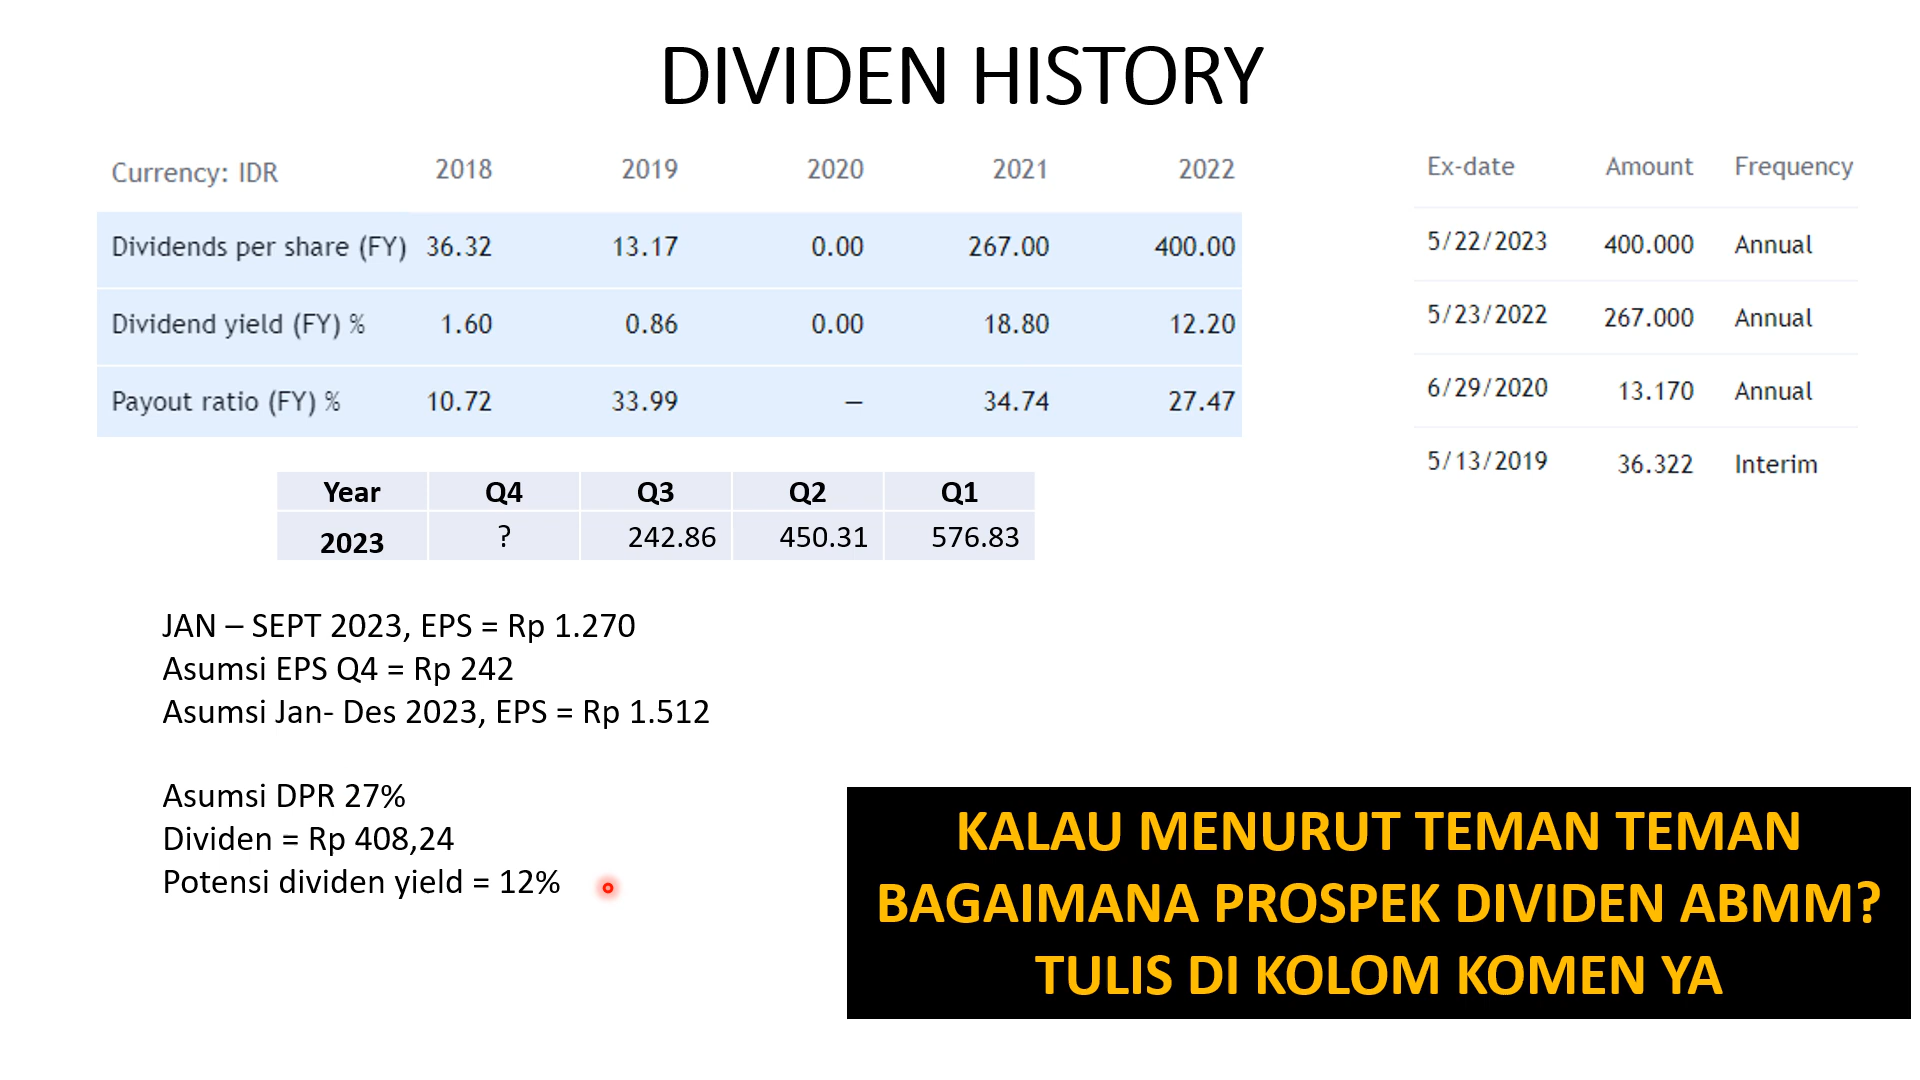 DIVIDEN HISTORY
Currency: IDR 2018 2019 2020 2021 2022
Dividends per share (FY) 36.32 13.17 0.00 267.00 400.00
Dividend yield (FY) % 1.60 0.86 0.00 18.80 12.20
Payout ratio (FY) % 10.72 33.99 — 34.74 27.47
Ex-date Amount Frequency
5/22/2023 400.000 Annual
5/23/2022 267.000 Annual
6/29/2020 13.170 Annual
5/13/2019 36.322 Interim
Year Q4 Q3 Q2 Q1
2023 ? 242.86 450.31 576.83
JAN – SEPT 2023, EPS = Rp 1.270
Asumsi EPS Q4 = Rp 242
Asumsi Jan- Des 2023, EPS = Rp 1.512
Asumsi DPR 27%
Dividen = Rp 408,24
Potensi dividen yield = 12%
KALAU MENURUT TEMAN TEMAN
BAGAIMANA PROSPEK DIVIDEN ABMM?
TULIS DI KOLOM KOMEN YA